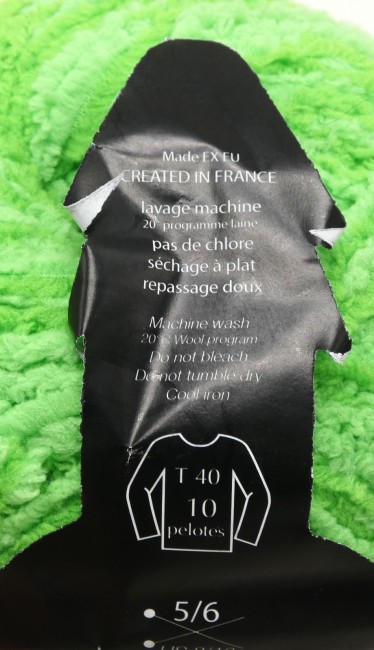 Made EX EU
CREATED IN FRANCE
lavage machine
20° programme laine
pas de chlore
séchage à plat
repassage doux
Machine wash
20°C Wool program
Do not bleach
Do not tumble dry
Cool iron
T 40
10
pelotes
• 5/6